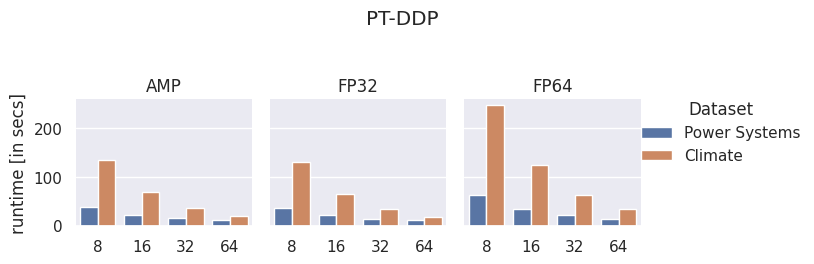 PT-DDP
AMP FP32 FP64
runtime [in secs]
200
100
0
8 16 32 64 8 16 32 64 8 16 32 64
Dataset
Power Systems
Climate